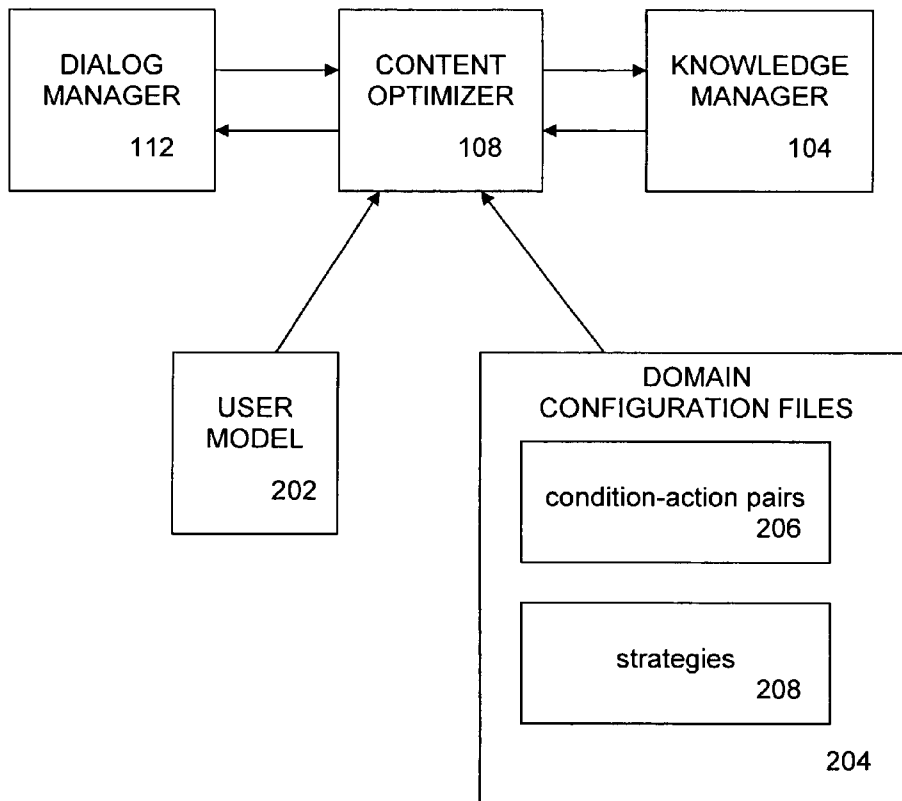 DIALOG
MANAGER
112
CONTENT
OPTIMIZER
108
KNOWLEDGE
MANAGER
104
USER
MODEL
202
DOMAIN
CONFIGURATION FILES
condition-action pairs
206
strategies
208
204